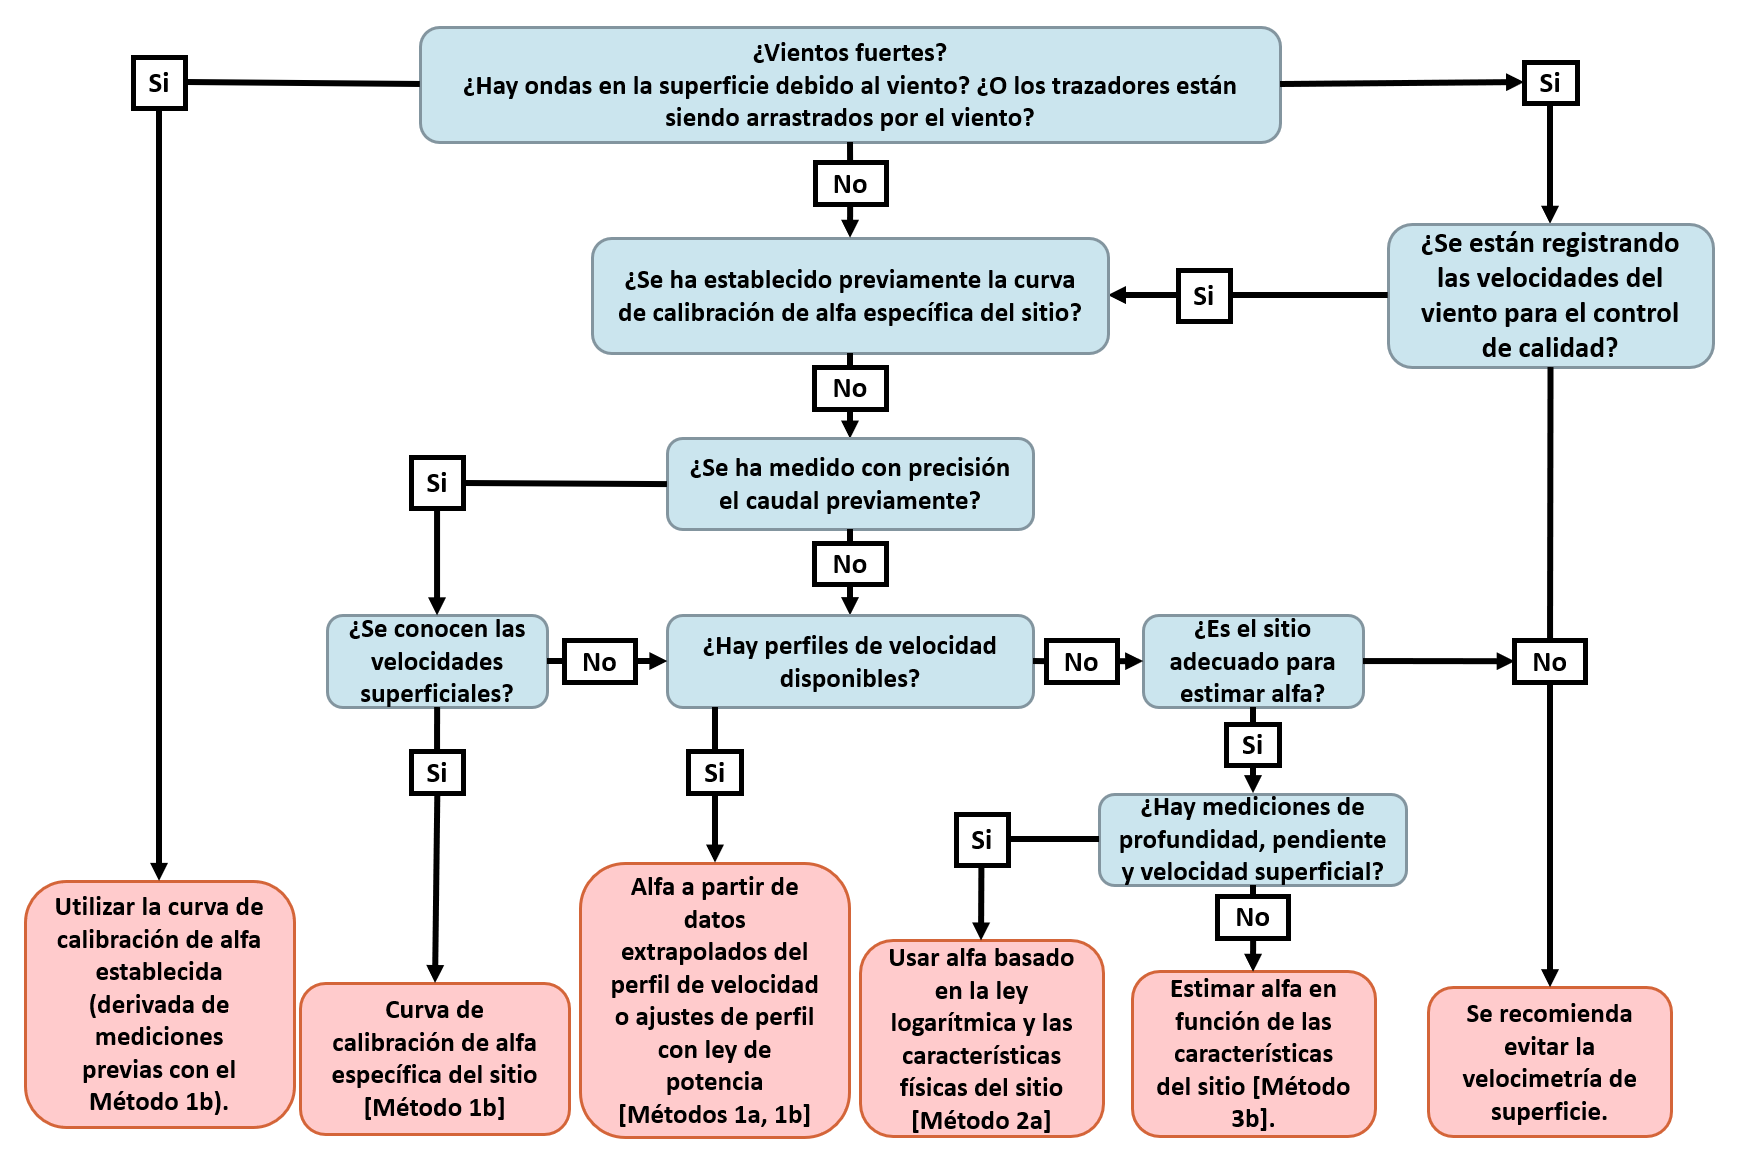 ¿Vientos fuertes?
¿Hay ondas en la superficie debido al viento? ¿O los trazadores están
siendo arrastrados por el viento?
Si
Si
No
¿Se están registrando
las velocidades del
viento para el control
de calidad?
¿Se ha establecido previamente la curva
de calibración de alfa específica del sitio?
Si
No
¿Se ha medido con precisión
el caudal previamente?
Si
No
¿Se conocen las
velocidades
superficiales?
No
¿Hay perfiles de velocidad
disponibles?
No
¿Es el sitio
adecuado para
estimar alfa?
No
Si
Si
Si
¿Hay mediciones de
profundidad, pendiente
y velocidad superficial?
Si
No
Utilizar la curva de
calibración de alfa
establecida
(derivada de
mediciones
previas con el
Método 1b).
Curva de
calibración de alfa
específica del sitio
[Método 1b]
Alfa a partir de
datos
extrapolados del
perfil de velocidad
o ajustes de perfil
con ley de
potencia
[Métodos 1a, 1b]
Usar alfa basado
en la ley
logarítmica y las
características
físicas del sitio
[Método 2a]
Estimar alfa en
función de las
características
del sitio [Método
3b].
Se recomienda
evitar la
velocimetría de
superficie.